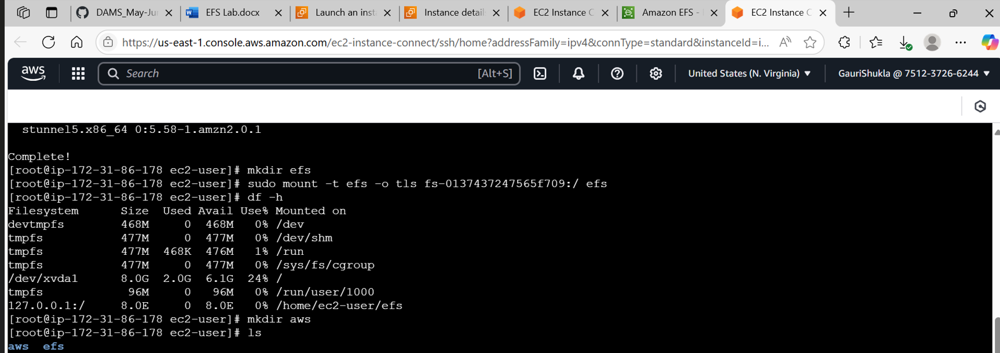 DAMS_May-Ju
EFS Lab.docx
Launch an inst
Instance detail
EC2 Instance C
Amazon EFS -
EC2 Instance C
https://us-east-1.console.aws.amazon.com/ec2-instance-connect/ssh/home?addressFamily=ipv4&connType=standard&instanceId=i...
aws
Search
[Alt+S]
United States (N. Virginia)
GauriShukla @ 7512-3726-6244
stunnel5.x86_64 0:5.58-1.amzn2.0.1
Complete!
[root@ip-172-31-86-178 ec2-user]# mkdir efs
[root@ip-172-31-86-178 ec2-user]# sudo mount -t efs -o tls fs-0137437247565f709:/ efs
[root@ip-172-31-86-178 ec2-user]# df -h
Filesystem      Size  Used Avail Use% Mounted on
devtmpfs        468M     0  468M   0% /dev
tmpfs           477M     0  477M   0% /dev/shm
tmpfs           477M  468K  476M   1% /run
tmpfs           477M     0  477M   0% /sys/fs/cgroup
/dev/xvda1      8.0G  2.0G  6.1G  24% /
tmpfs            96M     0   96M   0% /run/user/1000
127.0.0.1:/     8.0E     0  8.0E   0% /home/ec2-user/efs
[root@ip-172-31-86-178 ec2-user]# mkdir aws
[root@ip-172-31-86-178 ec2-user]# ls
aws  efs